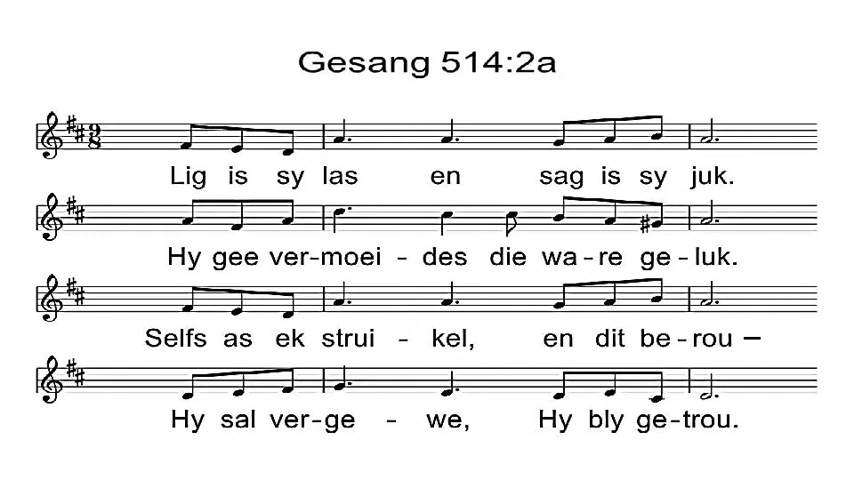 Gesang 514:2a
Lig is sy las en sag is sy juk.
Hy gee ver-moei-des die wa-re ge-luk.
Selfs as ek strui-kel, en dit be-rou –
Hy sal ver-ge-we, Hy bly ge-trou.